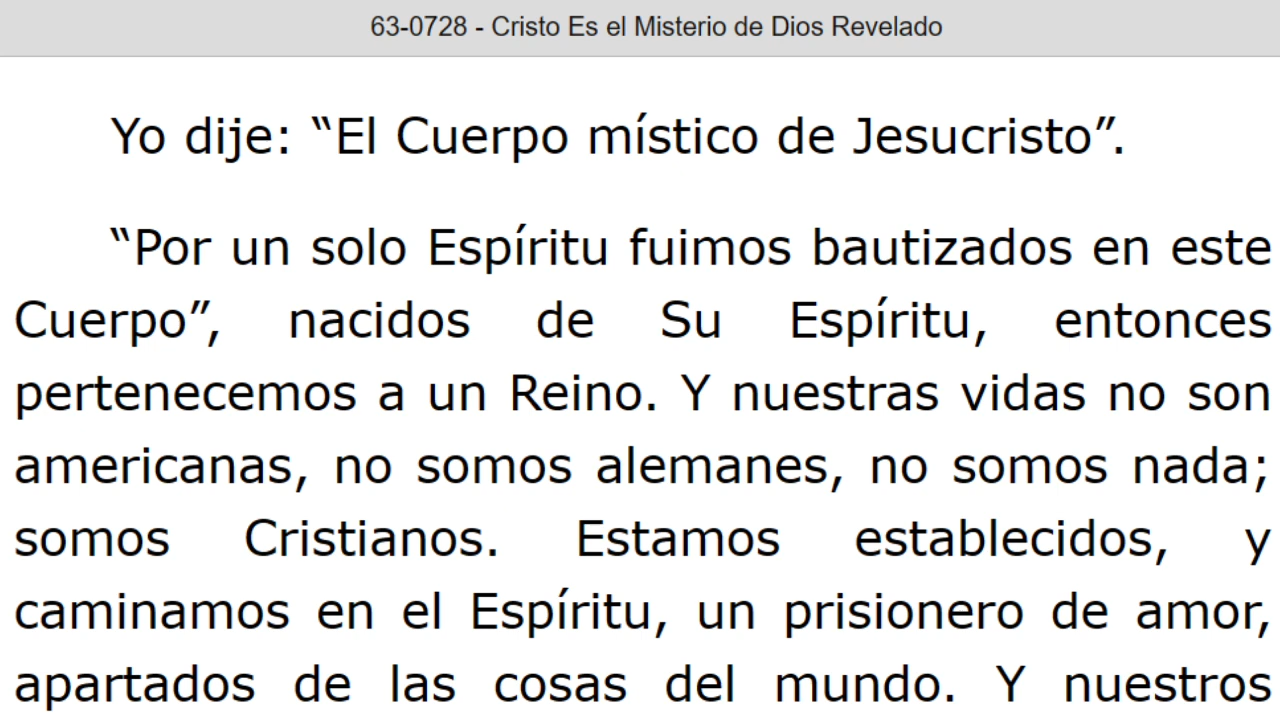 63-0728 - Cristo Es el Misterio de Dios Revelado
Yo dije: “El Cuerpo místico de Jesucristo”.
“Por un solo Espíritu fuimos bautizados en este
Cuerpo”, nacidos de Su Espíritu, entonces
pertenecemos a un Reino. Y nuestras vidas no son
americanas, no somos alemanes, no somos nada;
somos Cristianos. Estamos establecidos, y
caminamos en el Espíritu, un prisionero de amor,
apartados de las cosas del mundo. Y nuestros